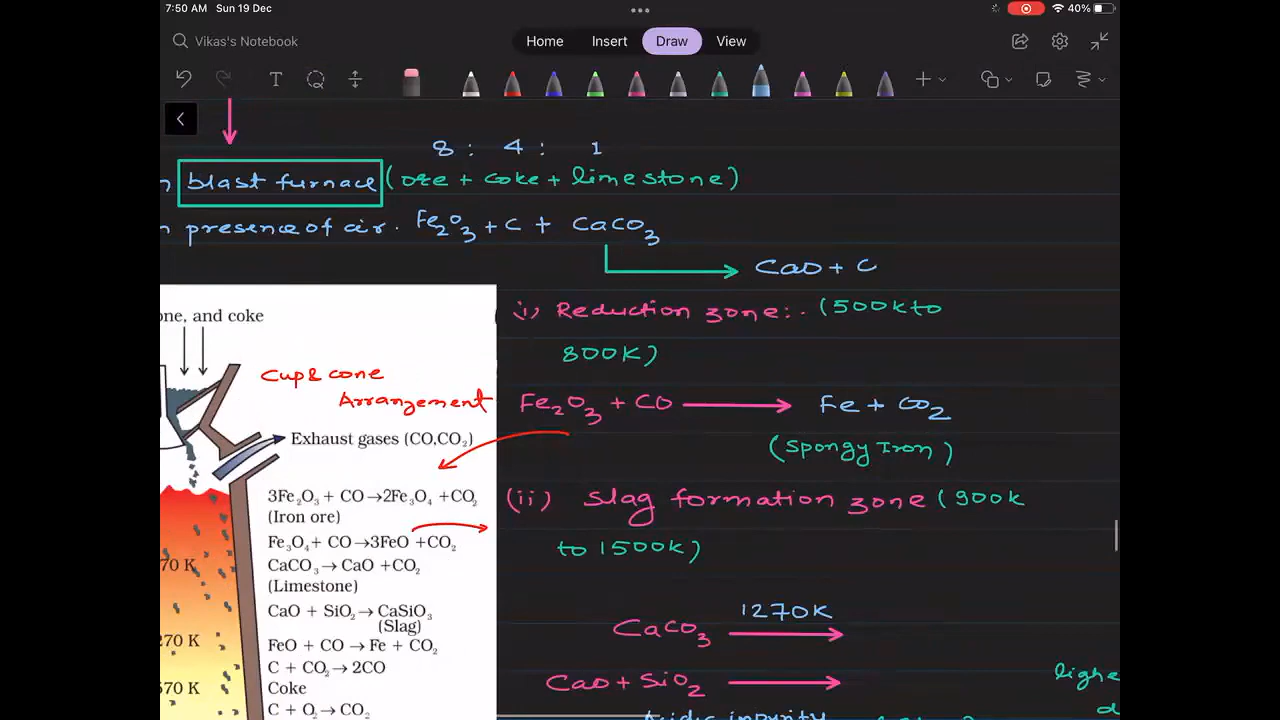 7:50 AM Sun 19 Dec
40%
Vikas's Notebook
Home Insert Draw View
8 : 4 : 1
n blast furnace (ore + coke + limestone)
n presence of air. Fe2O3 + C + CaCO3
CaO + C
one, and coke
Cup & cone
Arrangement
Exhaust gases (CO,CO2)
3Fe2O3 + CO→2Fe3O4 +CO2
(Iron ore)
Fe3O4+ CO→3FeO +CO2
70 K
CaCO3→ CaO +CO2
(Limestone)
CaO + SiO2→ CaSiO3
(Slag)
270 K
FeO + CO→ Fe + CO2
C + CO2→ 2CO
570 K
Coke
C + O2→ CO2
i) Reduction zone:. (500k to
800K)
Fe2O3 + CO → Fe + CO2
(Spongy Iron)
(ii) Slag formation zone (900k
to 1500k)
CaCO3 1270K →
CaO + SiO2 →
lighe
Acidic impurity